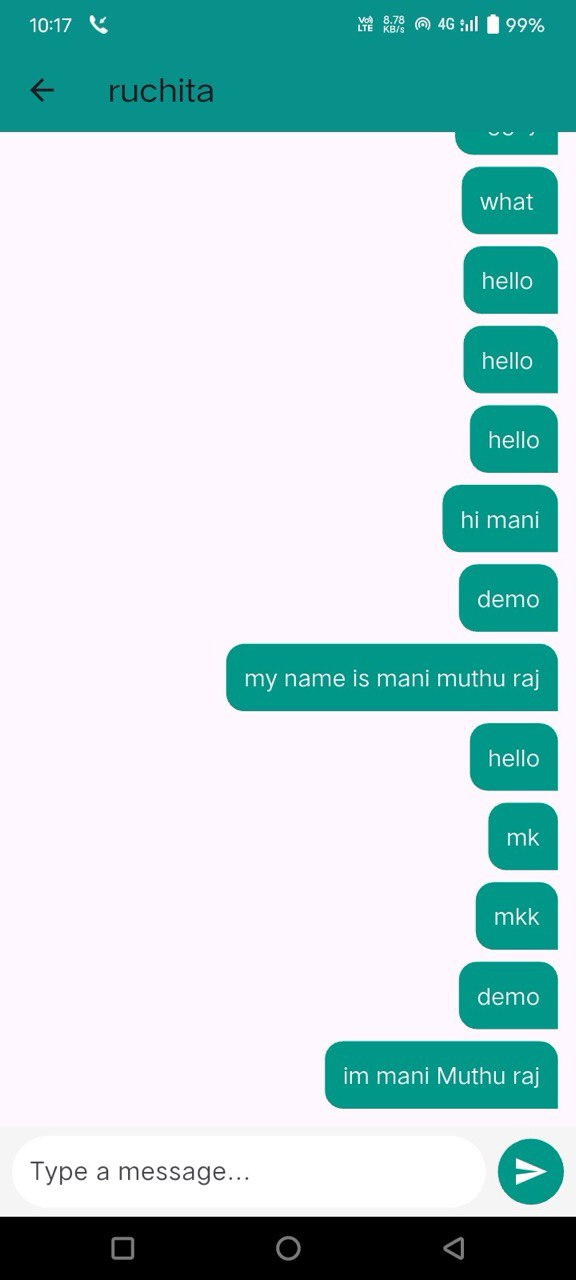 10:17 Vo) LTE 8.78 KB/s 4G 99%
ruchita
what
hello
hello
hello
hi mani
demo
my name is mani muthu raj
hello
mk
mkk
demo
im mani Muthu raj
Type a message...